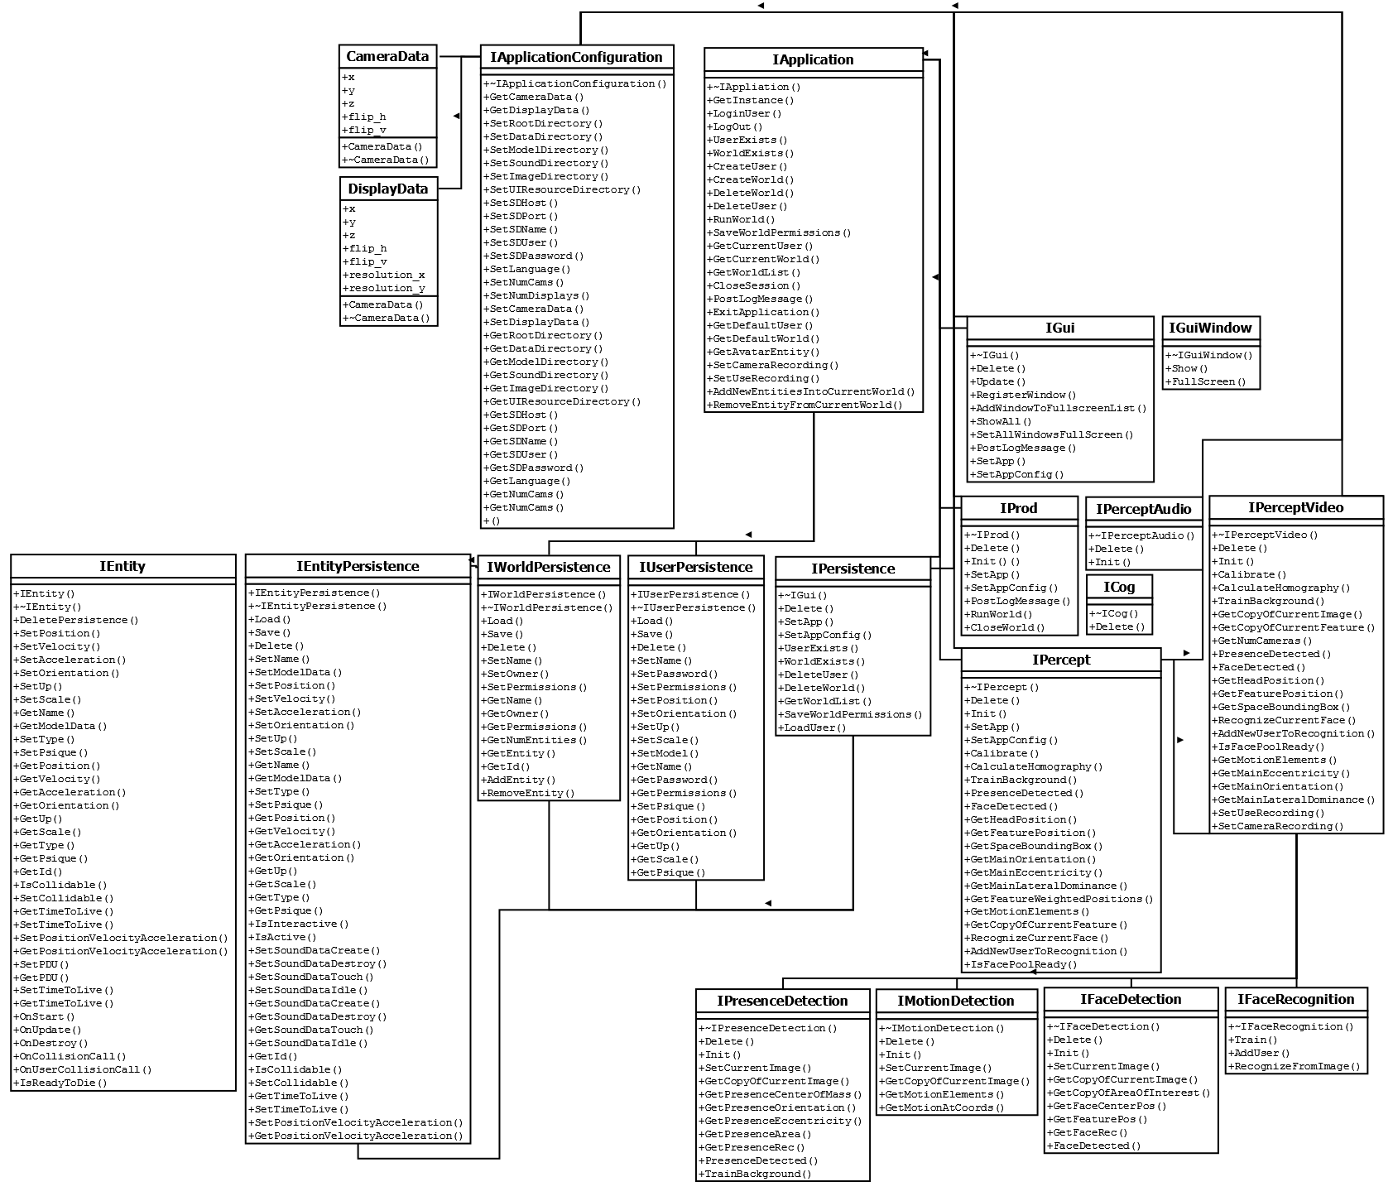 CameraData
+x
+y
+z
+flip_h
+flip_v
+CameraData()
+~CameraData()
DisplayData
+x
+y
+z
+flip_h
+flip_v
+resolution_x
+resolution_y
+CameraData()
+~CameraData()
IApplicationConfiguration
+~IApplicationConfiguration()
+GetCameraData()
+GetDisplayData()
+SetRootDirectory()
+SetDataDirectory()
+SetModelDirectory()
+SetSoundDirectory()
+SetImageDirectory()
+SetUIResourceDirectory()
+SetSDHost()
+SetSDPort()
+SetSDName()
+SetSDUser()
+SetSDPassword()
+SetLanguage()
+SetNumCams()
+SetNumDisplays()
+SetCameraData()
+SetDisplayData()
+GetRootDirectory()
+GetDataDirectory()
+GetModelDirectory()
+GetSoundDirectory()
+GetImageDirectory()
+GetUIResourceDirectory()
+GetSDHost()
+GetSDPort()
+GetSDName()
+GetSDUser()
+GetSDPassword()
+GetLanguage()
+GetNumCams()
+GetNumCams()
+()
IApplication
+~IAppliation()
+GetInstance()
+LoginUser()
+LogOut()
+UserExists()
+WorldExists()
+CreateUser()
+CreateWorld()
+DeleteWorld()
+DeleteUser()
+RunWorld()
+SaveWorldPermissions()
+GetCurrentUser()
+GetCurrentWorld()
+GetWorldList()
+CloseSession()
+PostLogMessage()
+ExitApplication()
+GetDefaultUser()
+GetDefaultWorld()
+GetAvatarEntity()
+SetCameraRecording()
+SetUseRecording()
+AddNewEntitiesIntoCurrentWorld()
+RemoveEntityFromCurrentWorld()
IGui
+~IGui()
+Delete()
+Update()
+RegisterWindow()
+AddWindowToFullscreenList()
+ShowAll()
+SetAllWindowsFullScreen()
+PostLogMessage()
+SetApp()
+SetAppConfig()
IGuiWindow
+~IGuiWindow()
+Show()
+FullScreen()
IProd
+~IProd()
+Delete()
+Init()()
+SetApp()
+SetAppConfig()
+PostLogMessage()
+RunWorld()
+CloseWorld()
IPerceptAudio
+~IPerceptAudio()
+Delete()
+Init()
ICog
+~ICog()
+Delete()
IPerceptVideo
+~IPerceptVideo()
+Delete()
+Init()
+Calibrate()
+CalculateHomography()
+TrainBackground()
+GetCopyOfCurrentImage()
+GetCopyOfCurrentFeature()
+GetNumCameras()
+PresenceDetected()
+FaceDetected()
+GetHeadPosition()
+GetFeaturePosition()
+GetSpaceBoundingBox()
+RecognizeCurrentFace()
+AddNewUserToRecognition()
+IsFacePoolReady()
+GetMotionElements()
+GetMainEccentricity()
+GetMainOrientation()
+GetMainLateralDominance()
+SetUseRecording()
+SetCameraRecording()
IEntity
+IEntity()
+~IEntity()
+DeletePersistence()
+SetPosition()
+SetVelocity()
+SetAcceleration()
+SetOrientation()
+SetUp()
+SetScale()
+GetName()
+GetModelData()
+SetType()
+SetPsique()
+GetPosition()
+GetVelocity()
+GetAcceleration()
+GetOrientation()
+GetUp()
+GetScale()
+GetType()
+GetPsique()
+GetId()
+IsCollidable()
+SetCollidable()
+GetTimeToLive()
+SetTimeToLive()
+SetPositionVelocityAcceleration()
+GetPositionVelocityAcceleration()
+SetPDU()
+GetPDU()
+SetTimeToLive()
+GetTimeToLive()
+OnStart()
+OnUpdate()
+OnDestroy()
+OnCollisionCall()
+OnUserCollisionCall()
+IsReadyToDie()
IEntityPersistence
+IEntityPersistence()
+~IEntityPersistence()
+Load()
+Save()
+Delete()
+SetName()
+SetModelData()
+SetPosition()
+SetVelocity()
+SetAcceleration()
+SetOrientation()
+SetUp()
+SetScale()
+GetName()
+GetModelData()
+SetType()
+SetPsique()
+GetPosition()
+GetVelocity()
+GetAcceleration()
+GetOrientation()
+GetUp()
+GetScale()
+GetType()
+GetPsique()
+IsInteractive()
+IsActive()
+SetSoundDataCreate()
+SetSoundDataDestroy()
+SetSoundDataTouch()
+SetSoundDataIdle()
+GetSoundDataCreate()
+GetSoundDataDestroy()
+GetSoundDataTouch()
+GetSoundDataIdle()
+GetId()
+IsCollidable()
+SetCollidable()
+GetTimeToLive()
+SetTimeToLive()
+SetPositionVelocityAcceleration()
+GetPositionVelocityAcceleration()
IWorldPersistence
+IWorldPersistence()
+~IWorldPersistence()
+Load()
+Save()
+Delete()
+SetName()
+SetOwner()
+SetPermissions()
+GetName()
+GetOwner()
+GetPermissions()
+GetNumEntities()
+GetEntity()
+GetId()
+AddEntity()
+RemoveEntity()
IUserPersistence
+IUserPersistence()
+~IUserPersistence()
+Load()
+Save()
+Delete()
+SetName()
+SetPassword()
+SetPermissions()
+SetPosition()
+SetOrientation()
+SetUp()
+SetScale()
+SetModel()
+GetName()
+GetPassword()
+GetPermissions()
+SetPsique()
+GetPosition()
+GetOrientation()
+GetUp()
+GetScale()
+GetPsique()
IPersistence
+~IGui()
+Delete()
+SetApp()
+SetAppConfig()
+UserExists()
+WorldExists()
+DeleteUser()
+DeleteWorld()
+GetWorldList()
+SaveWorldPermissions()
+LoadUser()
IPercept
+~IPercept()
+Delete()
+Init()
+SetApp()
+SetAppConfig()
+Calibrate()
+CalculateHomography()
+TrainBackground()
+PresenceDetected()
+FaceDetected()
+GetHeadPosition()
+GetFeaturePosition()
+GetSpaceBoundingBox()
+GetMainOrientation()
+GetMainEccentricity()
+GetMainLateralDominance()
+GetFeatureWeightedPositions()
+GetMotionElements()
+GetCopyOfCurrentFeature()
+RecognizeCurrentFace()
+AddNewUserToRecognition()
+IsFacePoolReady()
IPresenceDetection
+~IPresenceDetection()
+Delete()
+Init()
+SetCurrentImage()
+GetCopyOfCurrentImage()
+GetPresenceCenterOfMass()
+GetPresenceOrientation()
+GetPresenceEccentricity()
+GetPresenceArea()
+GetPresenceRec()
+PresenceDetected()
+TrainBackground()
IMotionDetection
+~IMotionDetection()
+Delete()
+Init()
+SetCurrentImage()
+GetCopyOfCurrentImage()
+GetMotionElements()
+GetMotionAtCoords()
IFaceDetection
+~IFaceDetection()
+Delete()
+Init()
+SetCurrentImage()
+GetCopyOfCurrentImage()
+GetCopyOfAreaOfInterest()
+GetFaceCenterPos()
+GetFeaturePos()
+GetFaceRec()
+FaceDetected()
IFaceRecognition
+~IFaceRecognition()
+Train()
+AddUser()
+RecognizeFromImage()